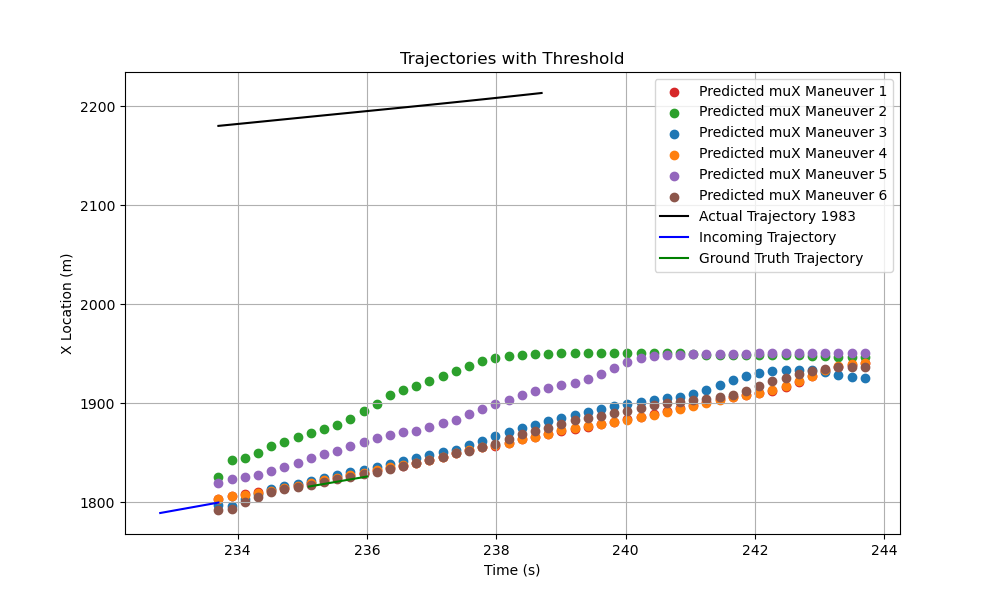 Trajectories with Threshold
Predicted muX Maneuver 1
Predicted muX Maneuver 2
Predicted muX Maneuver 3
Predicted muX Maneuver 4
Predicted muX Maneuver 5
Predicted muX Maneuver 6
Actual Trajectory 1983
Incoming Trajectory
Ground Truth Trajectory
X Location (m)
2200
2100
2000
1900
1800
234 236 238 240 242 244
Time (s)